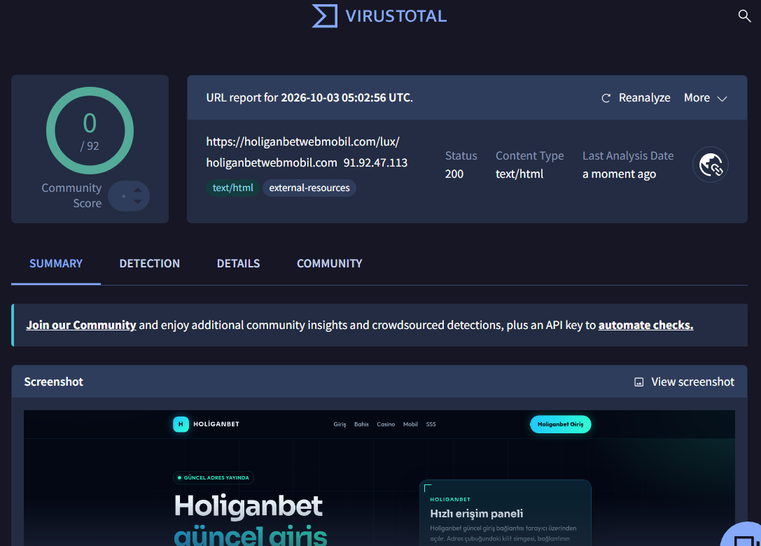 VIRUSTOTAL
0
/ 92
Community
Score
URL report for 2026-10-03 05:02:56 UTC.
Reanalyze
More
https://holiganbetwebmobil.com/lux/
holiganbetwebmobil.com 91.92.47.113
text/html
external-resources
Status
200
Content Type
text/html
Last Analysis Date
a moment ago
SUMMARY
DETECTION
DETAILS
COMMUNITY
Join our Community and enjoy additional community insights and crowdsourced detections, plus an API key to automate checks.
Screenshot
View screenshot
H
HOLİGANBET
Giriş
Bahis
Casino
Mobil
SSS
Holiganbet Giriş
GÜNCEL ADRES YAYINDA
Holiganbet
güncel giriş
HOLIGANBET
Hızlı erişim paneli
Holiganbet güncel giriş bağlantısı tarayıcı üzerinden
açılır. Adres çubuğundaki kilit simgesi, bağlantının